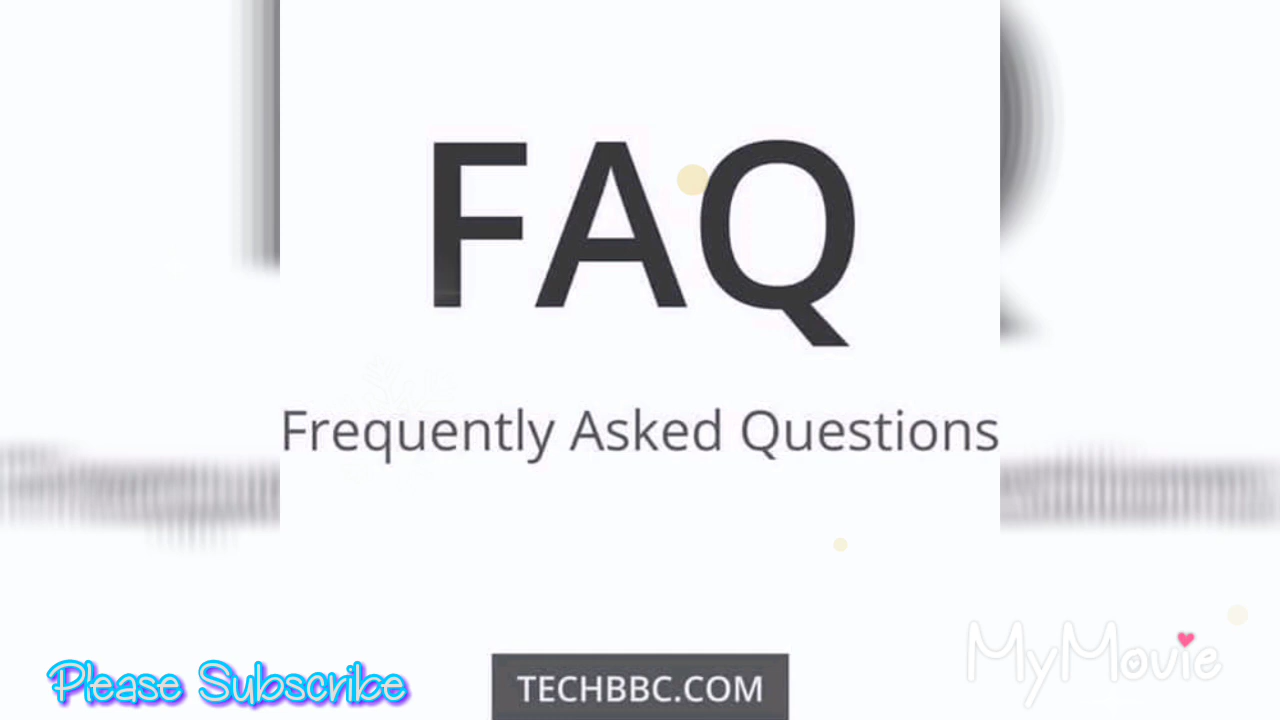 FAQ
Frequently Asked Questions
Please Subscribe
TECHBBC.COM
MyMovie